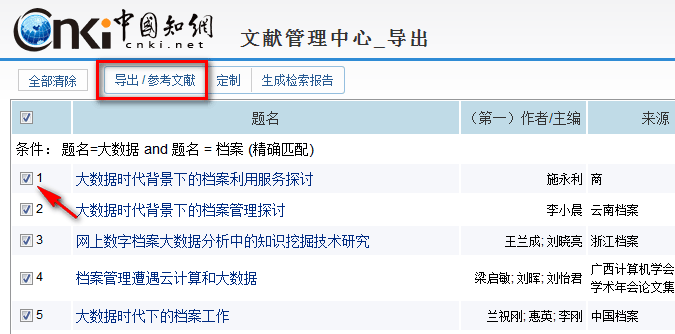 Cnki 中國知網
cnki.net
文献管理中心_导出
全部清除 导出 / 参考文献 定制 生成检索报告
题名 （第一）作者/主编 来源
条件： 题名=大数据 and 题名 = 档案 (精确匹配)
1 大数据时代背景下的档案利用服务探讨 施永利 商
2 大数据时代背景下的档案管理探讨 李小晨 云南档案
3 网上数字档案大数据分析中的知识挖掘技术研究 王兰成; 刘晓亮 浙江档案
4 档案管理遭遇云计算和大数据 梁启敏; 刘晖; 刘怡君 广西计算机学会
学术年会论文集
5 大数据时代下的档案工作 兰祝刚; 惠英; 李刚 中国档案